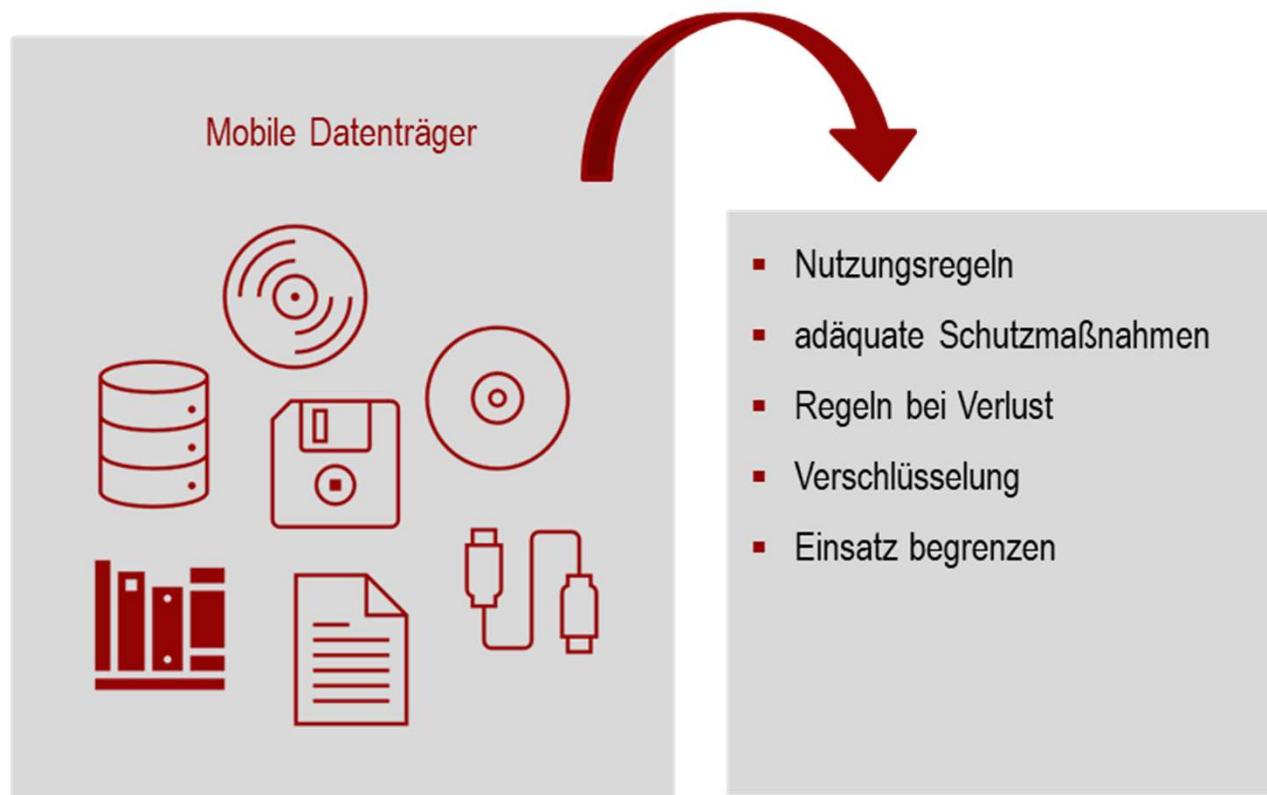 Mobile Datenträger
Nutzungsregeln
adäquate Schutzmaßnahmen
Regeln bei Verlust
Verschlüsselung
Einsatz begrenzen